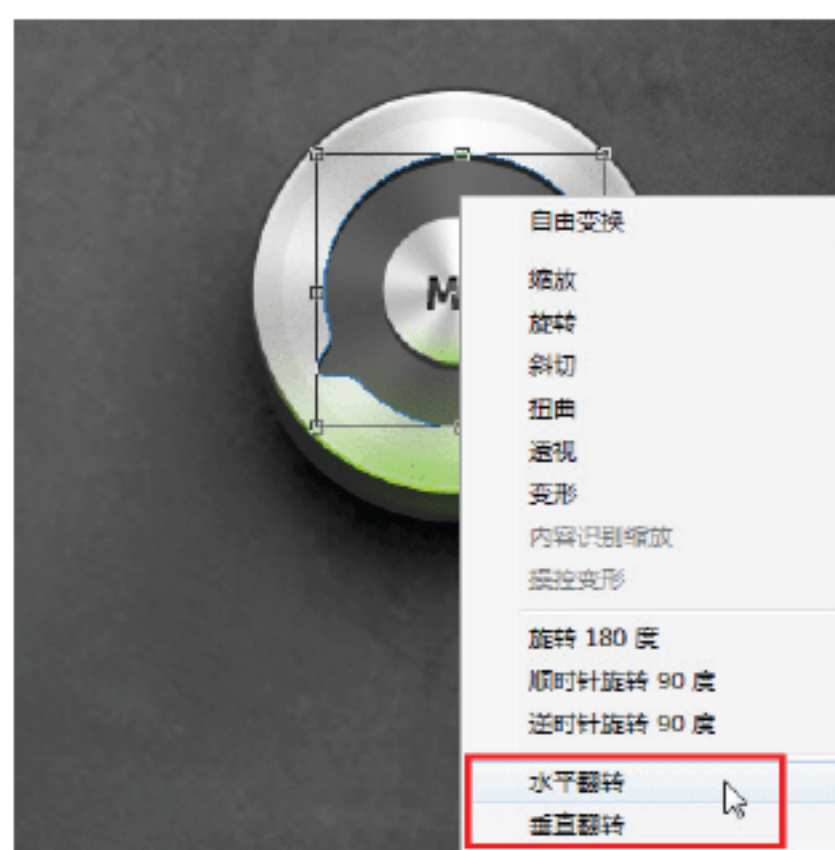 M
自由变换
缩放
旋转
斜切
扭曲
透视
变形
内容识别缩放
操控变形
旋转 180 度
顺时针旋转 90 度
逆时针旋转 90 度
水平翻转
垂直翻转